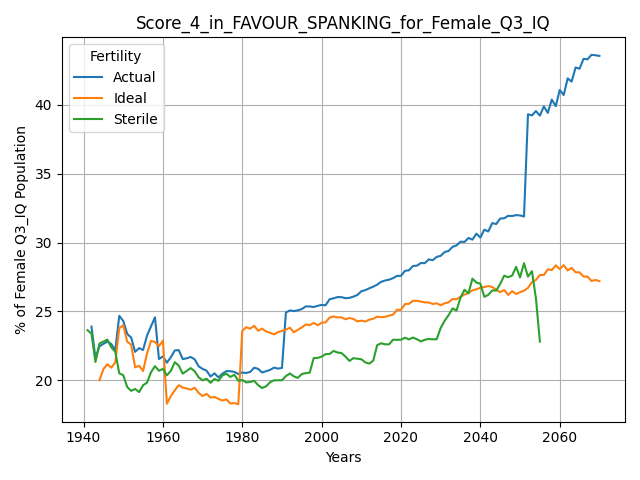 Score_4_in_FAVOUR_SPANKING_for_Female_Q3_IQ
Fertility
Actual
Ideal
Sterile
% of Female Q3_IQ Population
40
35
30
25
20
1940
1960
1980
2000
2020
2040
2060
Years